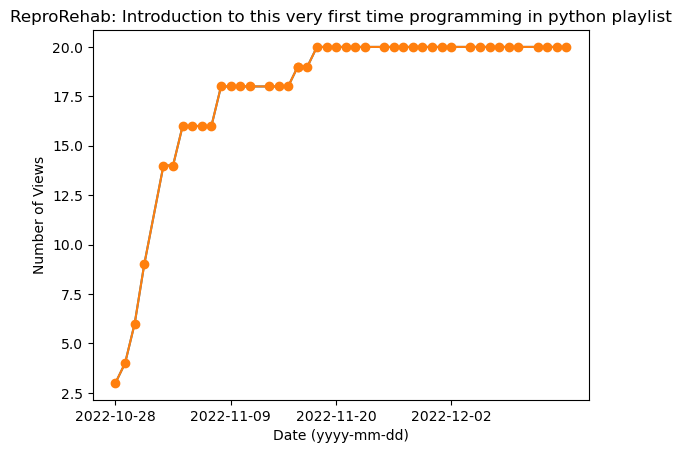 ReproRehab: Introduction to this very first time programming in python playlist
20.0
17.5
15.0
12.5
10.0
7.5
5.0
2.5
Number of Views
2022-10-28 2022-11-09 2022-11-20 2022-12-02
Date (yyyy-mm-dd)